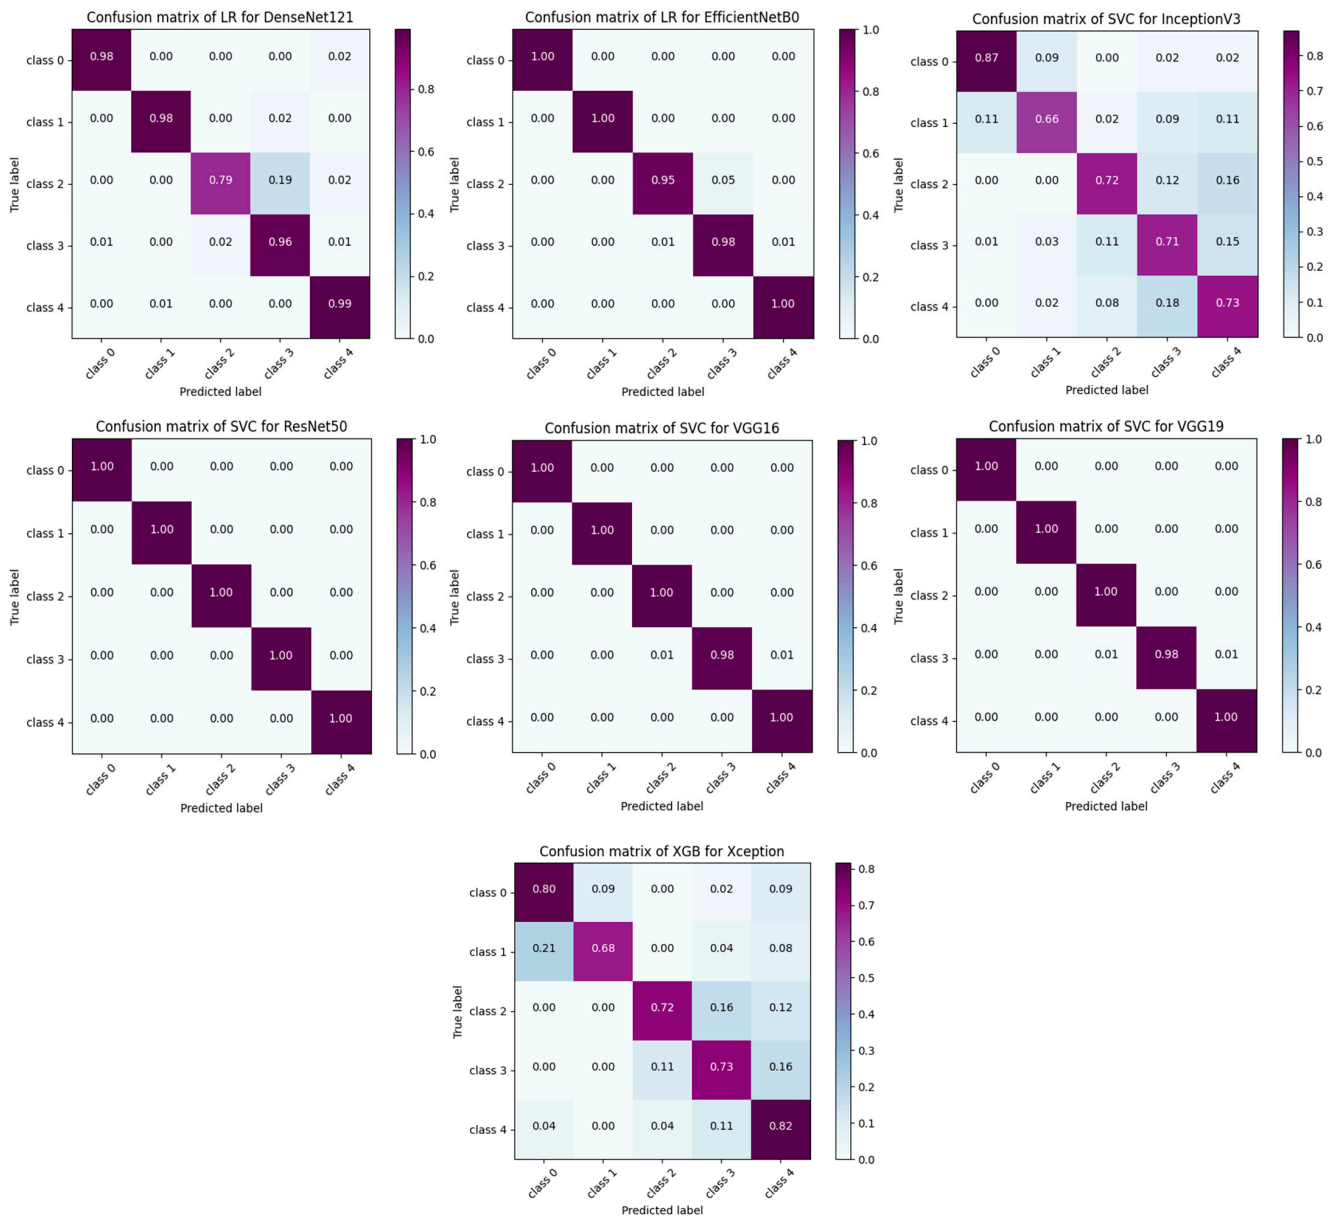 Confusion matrix of LR for DenseNet121
class 0 0.98 0.00 0.00 0.00 0.02
class 1 0.00 0.98 0.00 0.02 0.00
class 2 0.00 0.00 0.79 0.19 0.02
class 3 0.01 0.00 0.02 0.96 0.01
class 4 0.00 0.01 0.00 0.00 0.99
True label
class 0 class 1 class 2 class 3 class 4
Predicted label
0.8
0.6
0.4
0.2
0.0
Confusion matrix of LR for EfficientNetB0
class 0 1.00 0.00 0.00 0.00 0.00
class 1 0.00 1.00 0.00 0.00 0.00
class 2 0.00 0.00 0.95 0.05 0.00
class 3 0.00 0.00 0.01 0.98 0.01
class 4 0.00 0.00 0.00 0.00 1.00
True label
class 0 class 1 class 2 class 3 class 4
Predicted label
1.0
0.8
0.6
0.4
0.2
0.0
Confusion matrix of SVC for InceptionV3
class 0 0.87 0.09 0.00 0.02 0.02
class 1 0.11 0.66 0.02 0.09 0.11
class 2 0.00 0.00 0.72 0.12 0.16
class 3 0.01 0.03 0.11 0.71 0.15
class 4 0.00 0.02 0.08 0.18 0.73
True label
class 0 class 1 class 2 class 3 class 4
Predicted label
0.8
0.7
0.6
0.5
0.4
0.3
0.2
0.1
0.0
Confusion matrix of SVC for ResNet50
class 0 1.00 0.00 0.00 0.00 0.00
class 1 0.00 1.00 0.00 0.00 0.00
class 2 0.00 0.00 1.00 0.00 0.00
class 3 0.00 0.00 0.00 1.00 0.00
class 4 0.00 0.00 0.00 0.00 1.00
True label
class 0 class 1 class 2 class 3 class 4
Predicted label
1.0
0.8
0.6
0.4
0.2
0.0
Confusion matrix of SVC for VGG16
class 0 1.00 0.00 0.00 0.00 0.00
class 1 0.00 1.00 0.00 0.00 0.00
class 2 0.00 0.00 1.00 0.00 0.00
class 3 0.00 0.00 0.01 0.98 0.01
class 4 0.00 0.00 0.00 0.00 1.00
True label
class 0 class 1 class 2 class 3 class 4
Predicted label
1.0
0.8
0.6
0.4
0.2
0.0
Confusion matrix of SVC for VGG19
class 0 1.00 0.00 0.00 0.00 0.00
class 1 0.00 1.00 0.00 0.00 0.00
class 2 0.00 0.00 1.00 0.00 0.00
class 3 0.00 0.00 0.01 0.98 0.01
class 4 0.00 0.00 0.00 0.00 1.00
True label
class 0 class 1 class 2 class 3 class 4
Predicted label
1.0
0.8
0.6
0.4
0.2
0.0
Confusion matrix of XGB for Xception
class 0 0.80 0.09 0.00 0.02 0.09
class 1 0.21 0.68 0.00 0.04 0.08
class 2 0.00 0.00 0.72 0.16 0.12
class 3 0.00 0.00 0.11 0.73 0.16
class 4 0.04 0.00 0.04 0.11 0.82
True label
class 0 class 1 class 2 class 3 class 4
Predicted label
0.8
0.7
0.6
0.5
0.4
0.3
0.2
0.1
0.0